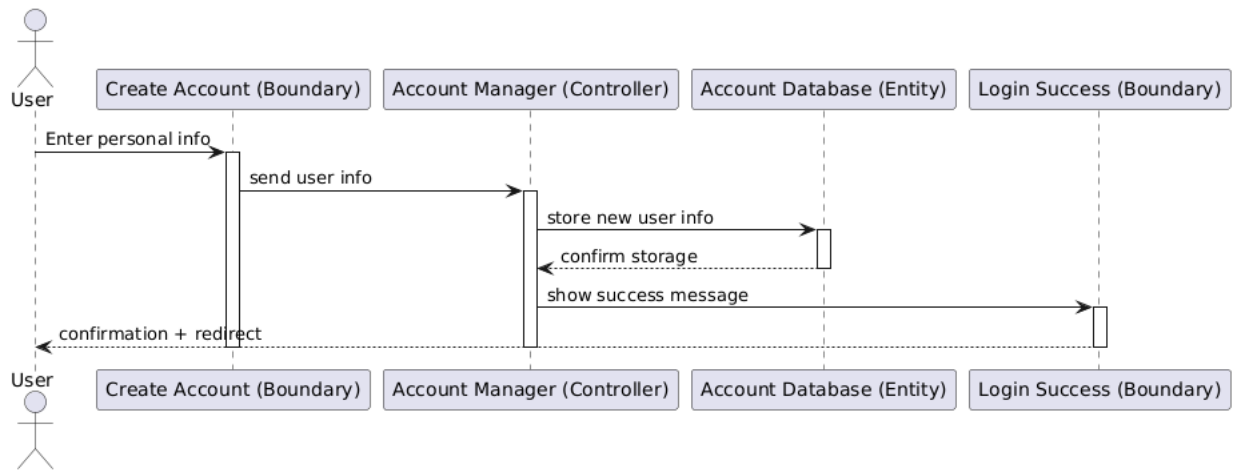 User
Create Account (Boundary)
Account Manager (Controller)
Account Database (Entity)
Login Success (Boundary)
Enter personal info
send user info
store new user info
confirm storage
show success message
confirmation + redirect
User
Create Account (Boundary)
Account Manager (Controller)
Account Database (Entity)
Login Success (Boundary)